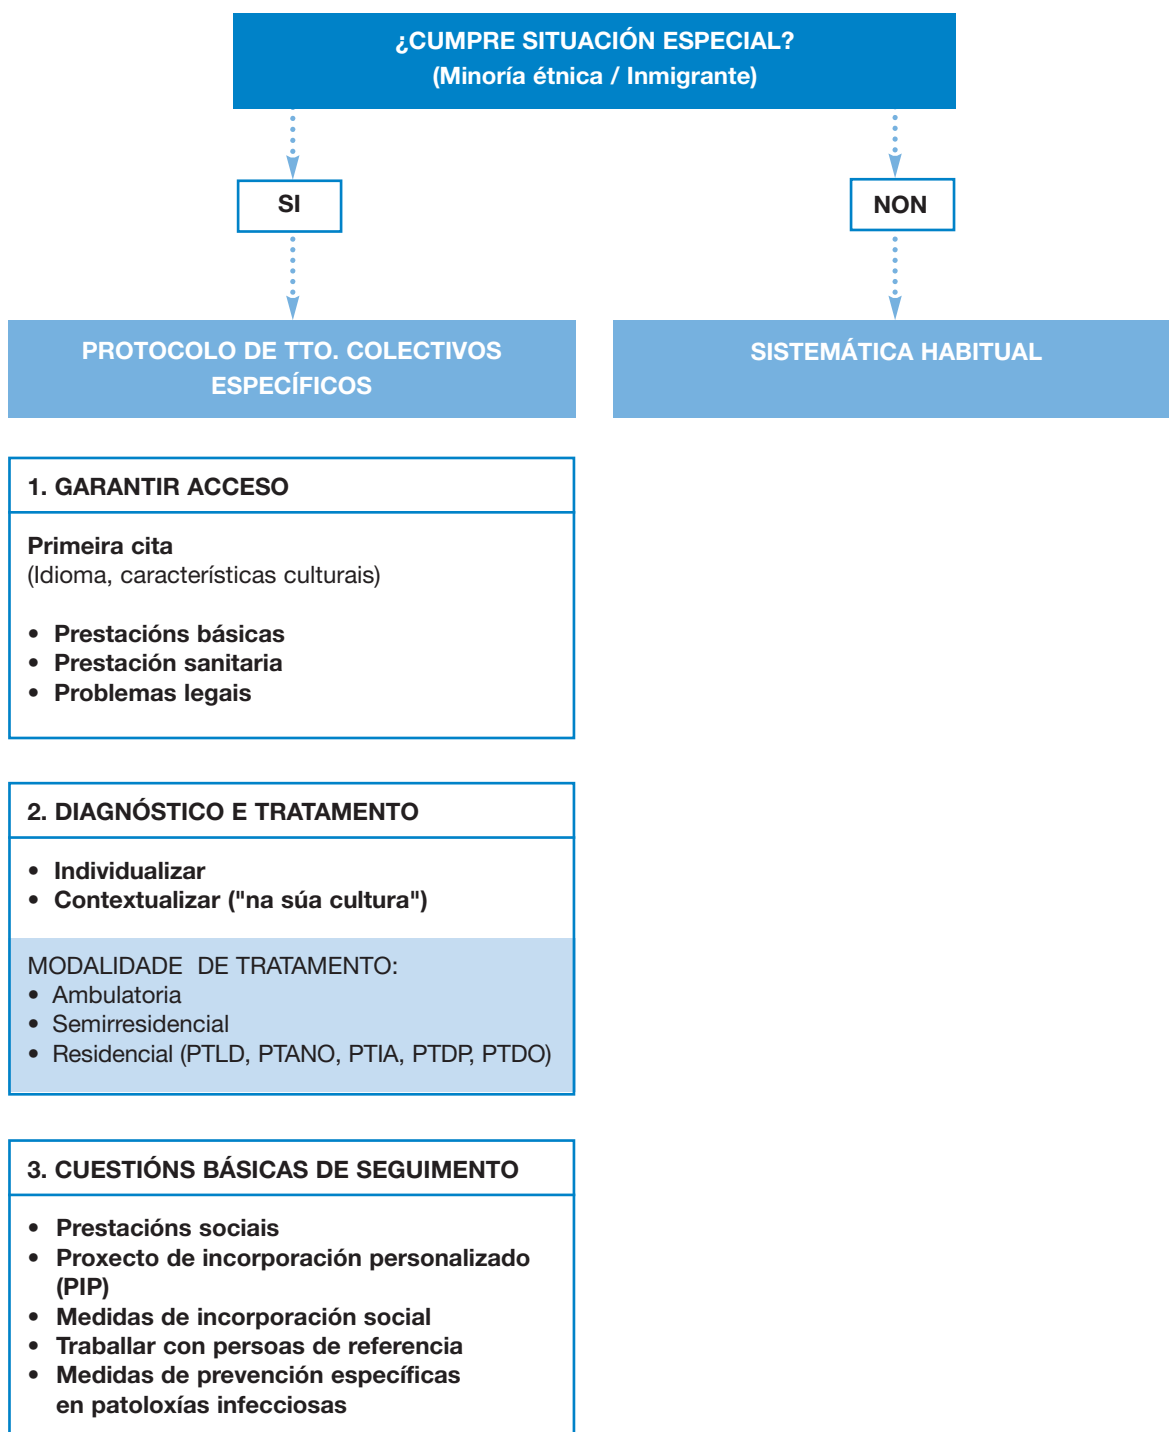 ¿CUMPRE SITUACIÓN ESPECIAL?
(Minoría étnica / Inmigrante)
SI
NON
PROTOCOLO DE TTO. COLECTIVOS
ESPECÍFICOS
SISTEMÁTICA HABITUAL
1. GARANTIR ACCESO
Primeira cita
(Idioma, características culturais)
• Prestacións básicas
• Prestación sanitaria
• Problemas legais
2. DIAGNÓSTICO E TRATAMENTO
• Individualizar
• Contextualizar ("na súa cultura")
MODALIDADE DE TRATAMENTO:
• Ambulatoria
• Semirresidencial
• Residencial (PTLD, PTANO, PTIA, PTDP, PTDO)
3. CUESTIÓNS BÁSICAS DE SEGUIMENTO
• Prestacións sociais
• Proxecto de incorporación personalizado
(PIP)
• Medidas de incorporación social
• Traballar con persoas de referencia
• Medidas de prevención específicas
en patoloxías infecciosas